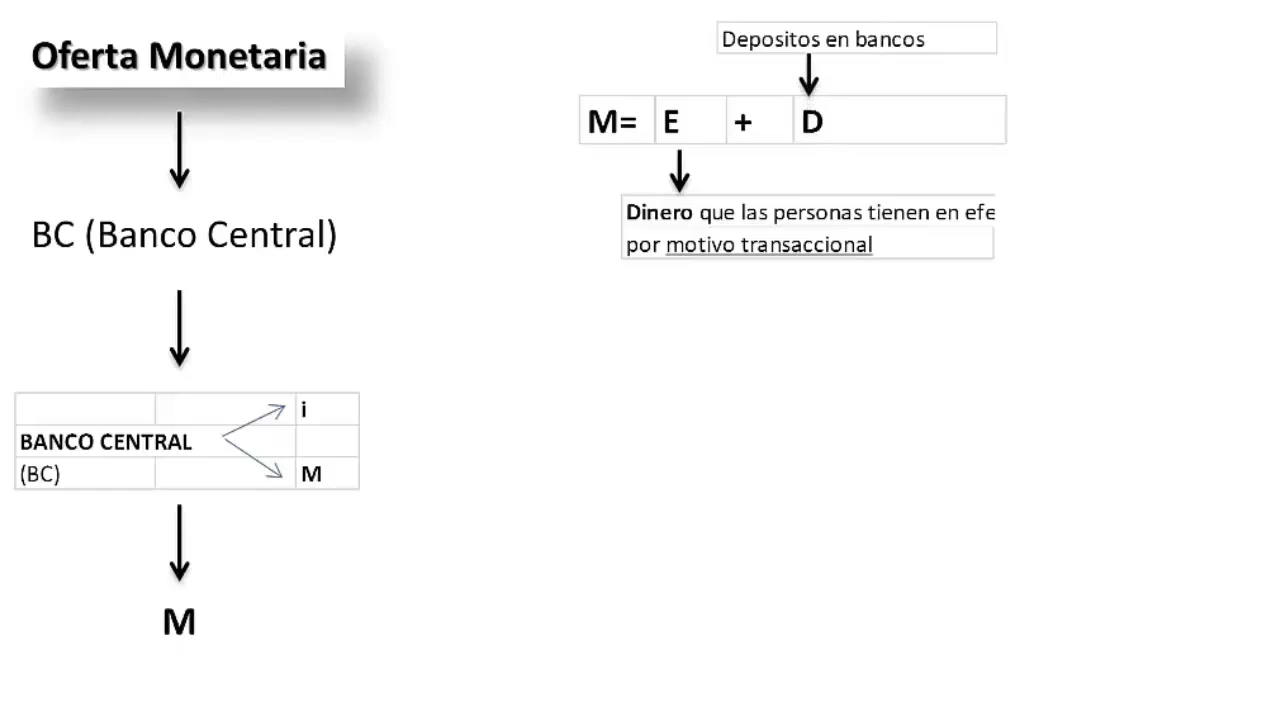 Oferta Monetaria
BC (Banco Central)
i
BANCO CENTRAL
(BC)
M
M
Depositos en bancos
M= E + D
Dinero que las personas tienen en efe
por motivo transaccional